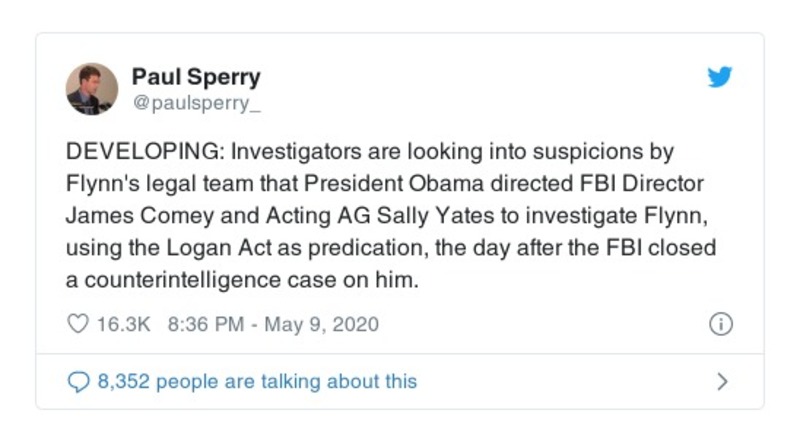 Paul Sperry
@paulsperry_
DEVELOPING: Investigators are looking into suspicions by
Flynn's legal team that President Obama directed FBI Director
James Comey and Acting AG Sally Yates to investigate Flynn,
using the Logan Act as predication, the day after the FBI closed
a counterintelligence case on him.
16.3K 8:36 PM - May 9, 2020
8,352 people are talking about this